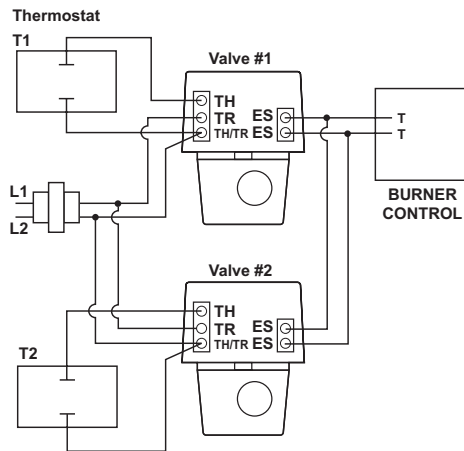 Thermostat
T1
Valve #1
TH
TR
TH/TR
ES
ES
T
T
BURNER
CONTROL
L1
L2
Valve #2
TH
TR
TH/TR
ES
ES
T2